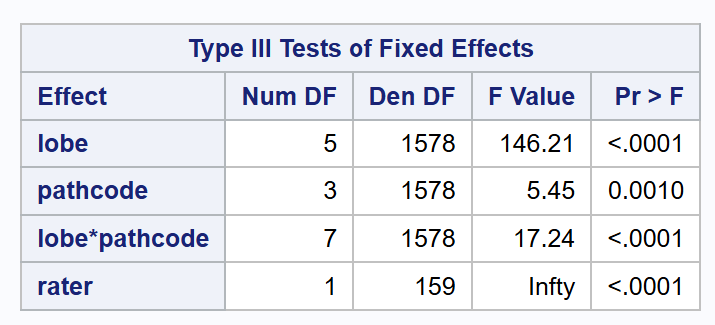 Type III Tests of Fixed Effects
Effect Num DF Den DF F Value Pr > F
lobe 5 1578 146.21 <.0001
pathcode 3 1578 5.45 0.0010
lobe*pathcode 7 1578 17.24 <.0001
rater 1 159 Infty <.0001